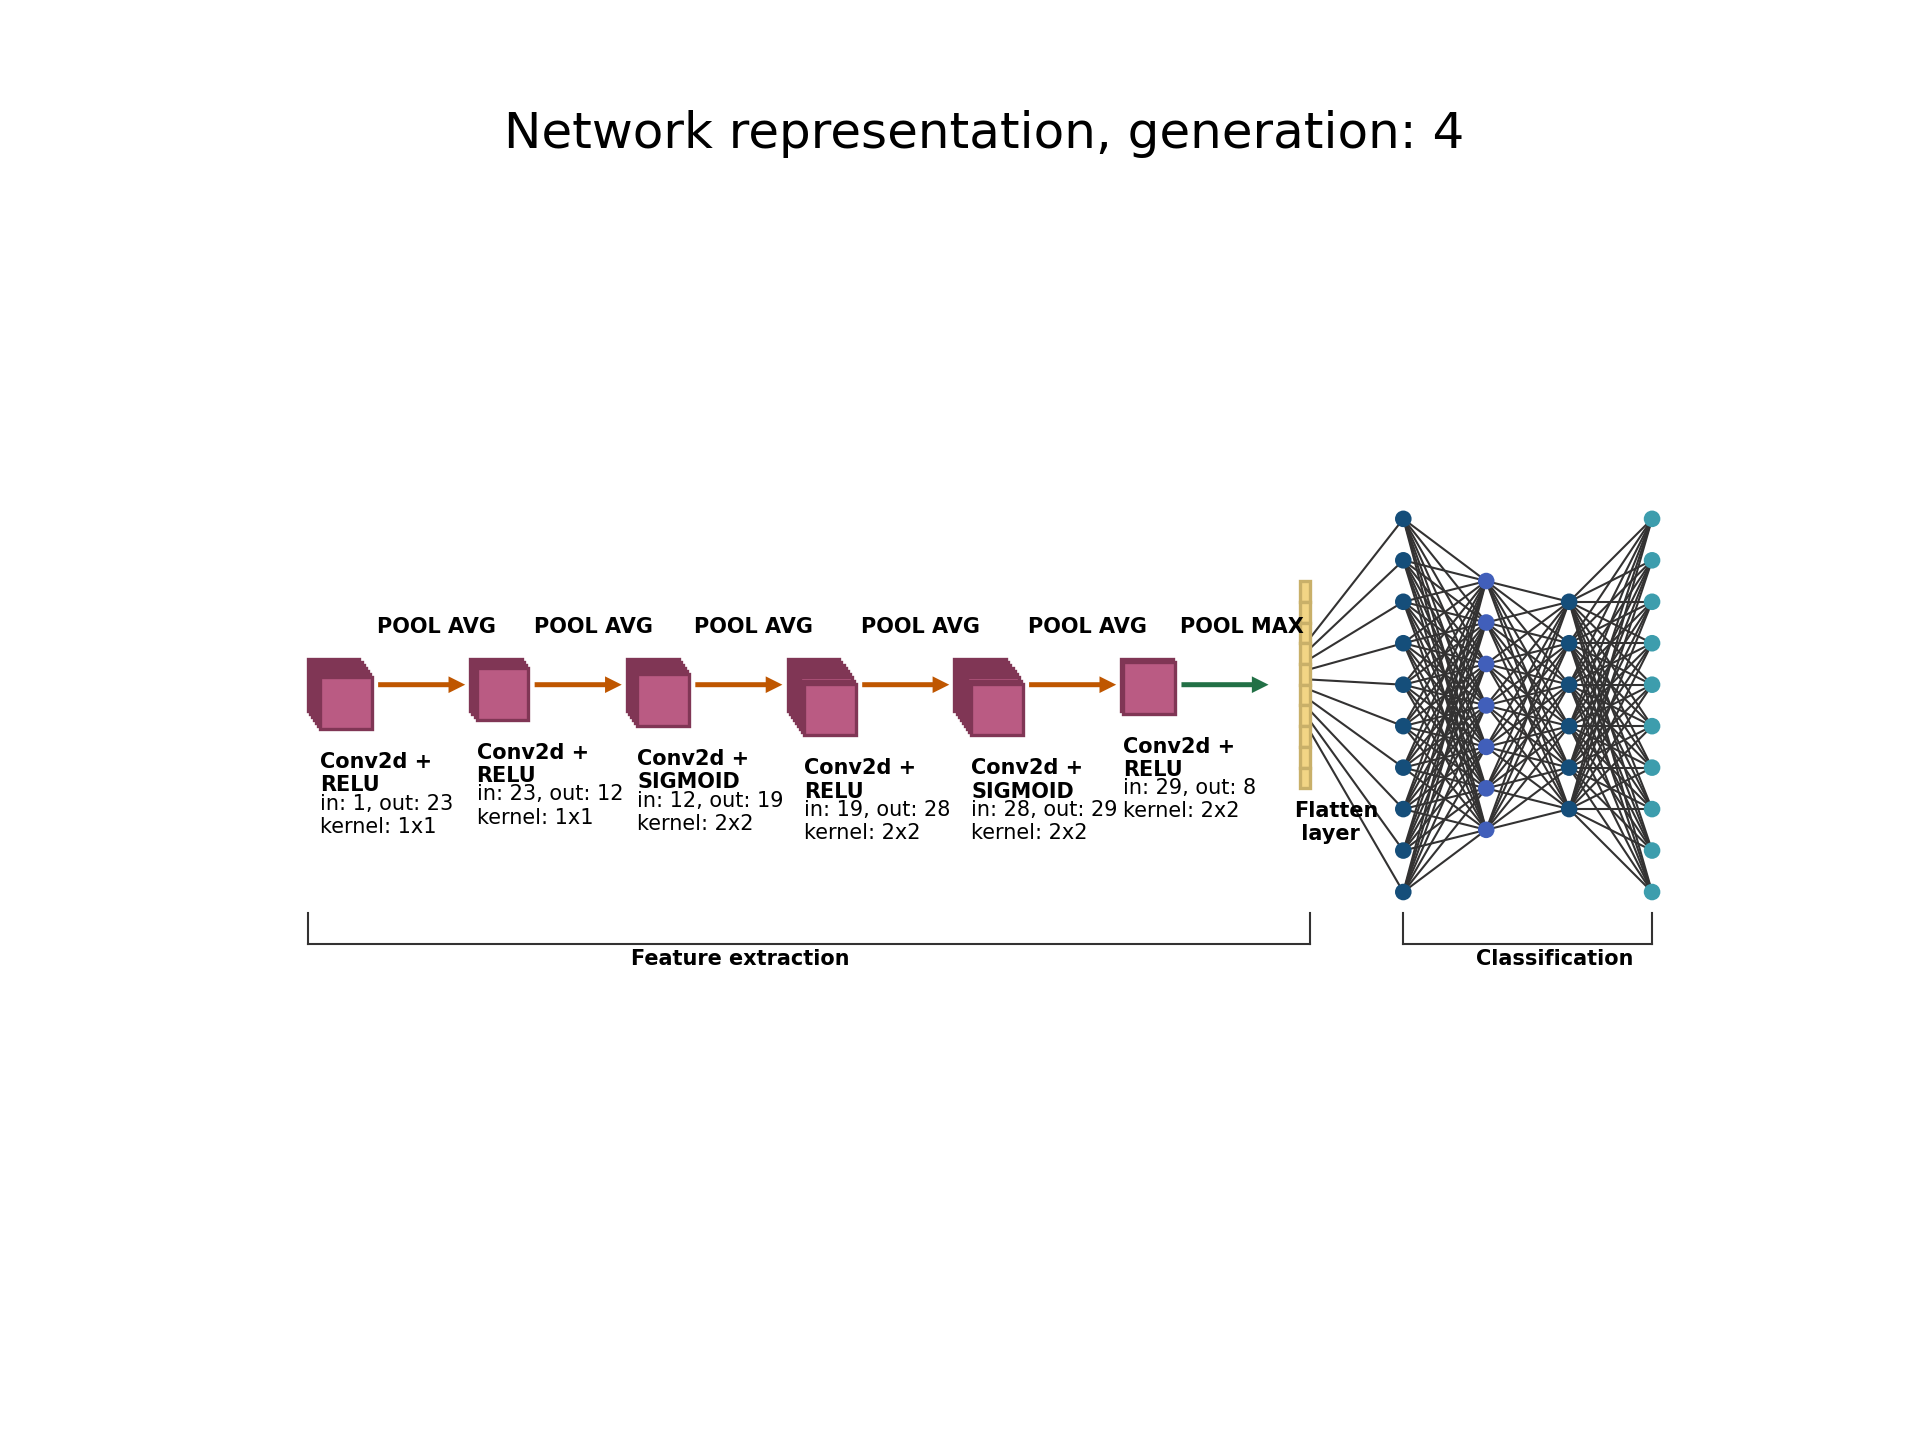 Network representation, generation: 4
POOL AVG
POOL AVG
POOL AVG
POOL AVG
POOL AVG
POOL MAX
Conv2d +
RELU
in: 1, out: 23
kernel: 1x1
Conv2d +
RELU
in: 23, out: 12
kernel: 1x1
Conv2d +
SIGMOID
in: 12, out: 19
kernel: 2x2
Conv2d +
RELU
in: 19, out: 28
kernel: 2x2
Conv2d +
SIGMOID
in: 28, out: 29
kernel: 2x2
Conv2d +
RELU
in: 29, out: 8
kernel: 2x2
Flatten
layer
Feature extraction
Classification